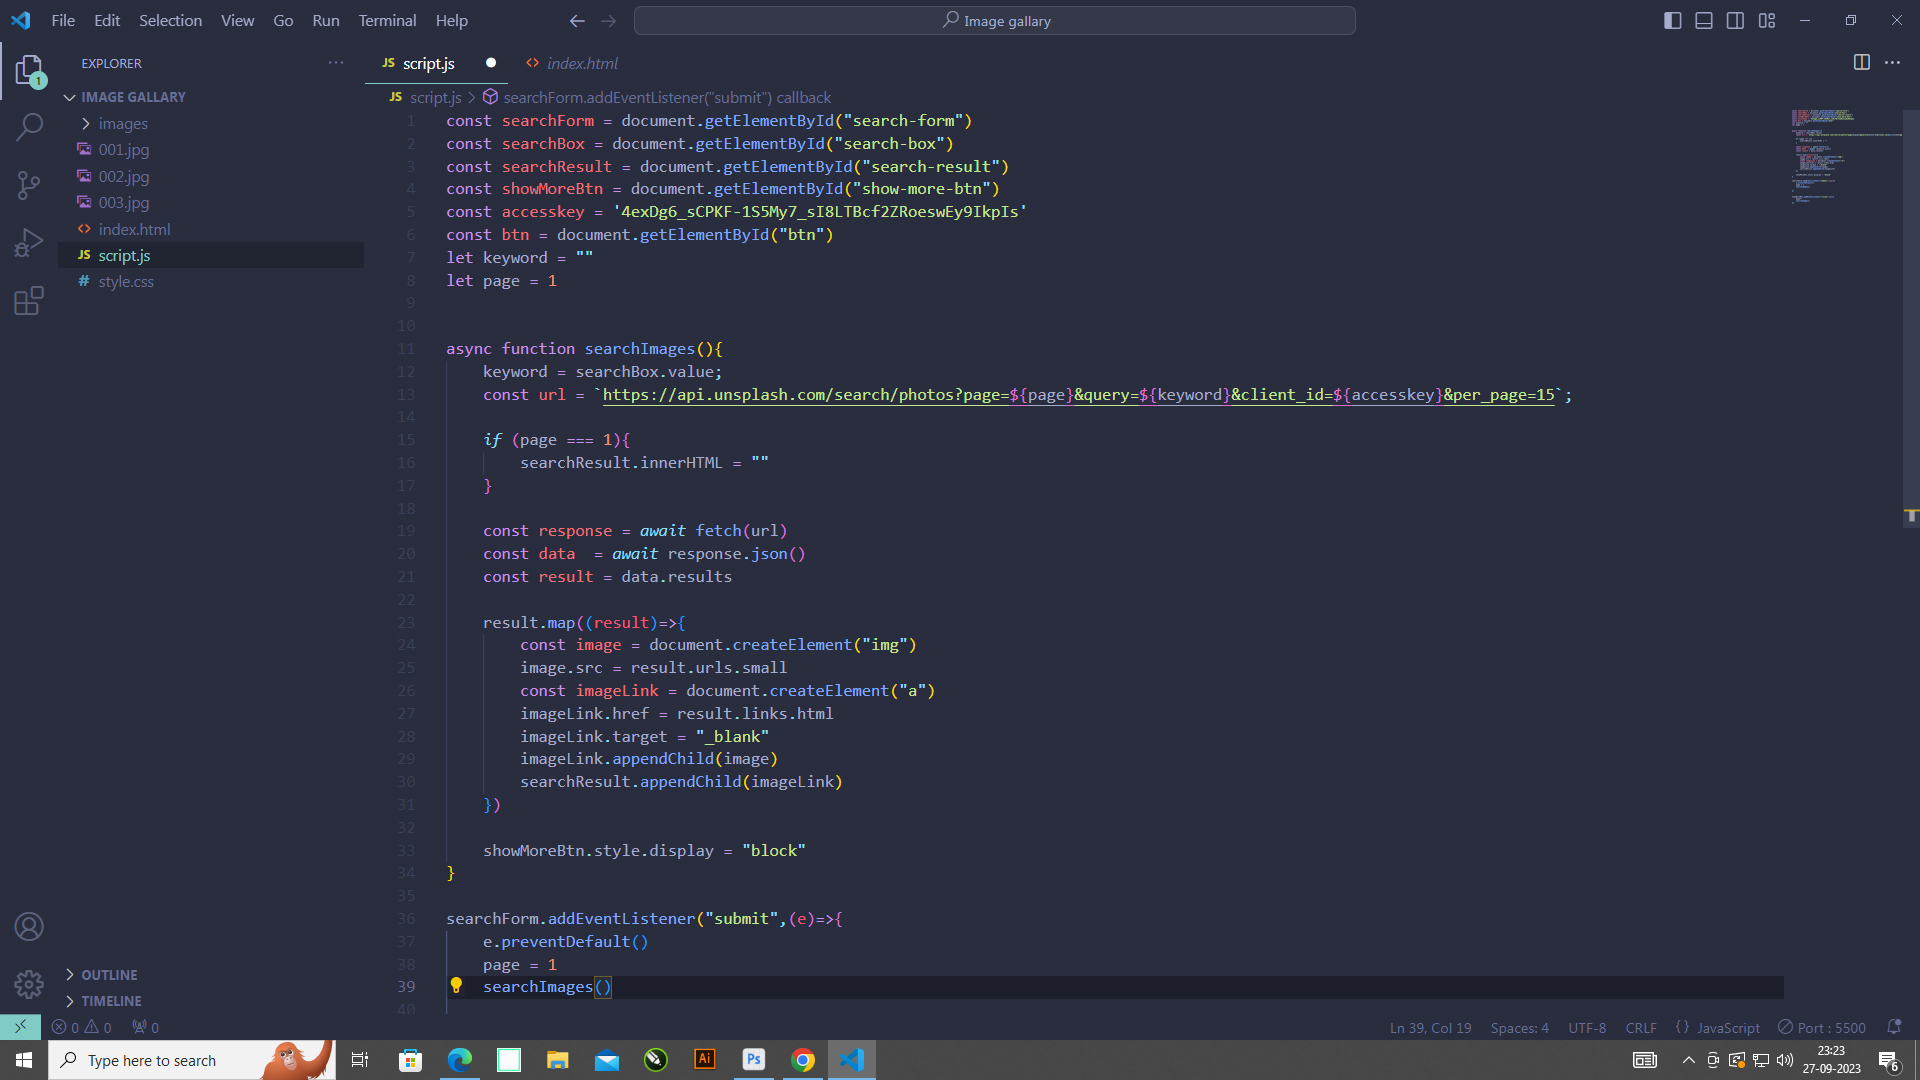 File Edit Selection View Go Run Terminal Help
Image gallary
EXPLORER
IMAGE GALLARY
images
001.jpg
002.jpg
003.jpg
index.html
JS script.js
# style.css
OUTLINE
TIMELINE
JS script.js
<> index.html
JS script.js > searchForm.addEventListener("submit") callback
1 const searchForm = document.getElementById("search-form")
2 const searchBox = document.getElementById("search-box")
3 const searchResult = document.getElementById("search-result")
4 const showMoreBtn = document.getElementById("show-more-btn")
5 const accesskey = '4exDg6_sCPKF-1S5My7_sI8LTBcf2ZRoeswEy9IkpIs'
6 const btn = document.getElementById("btn")
7 let keyword = ""
8 let page = 1
9
10
11 async function searchImages(){
12 keyword = searchBox.value;
13 const url = `https://api.unsplash.com/search/photos?page=${page}&query=${keyword}&client_id=${accesskey}&per_page=15`;
14
15 if (page === 1){
16 searchResult.innerHTML = ""
17 }
18
19 const response = await fetch(url)
20 const data  = await response.json()
21 const result = data.results
22
23 result.map((result)=>{
24 const image = document.createElement("img")
25 image.src = result.urls.small
26 const imageLink = document.createElement("a")
27 imageLink.href = result.links.html
28 imageLink.target = "_blank"
29 imageLink.appendChild(image)
30 searchResult.appendChild(imageLink)
31 })
32
33 showMoreBtn.style.display = "block"
34 }
35
36 searchForm.addEventListener("submit",(e)=>{
37 e.preventDefault()
38 page = 1
39 searchImages()
40
0 0 0 Ln 39, Col 19 Spaces: 4 UTF-8 CRLF {} JavaScript Port : 5500
Type here to search
Ai
Ps
23:23
27-09-2023
6
1